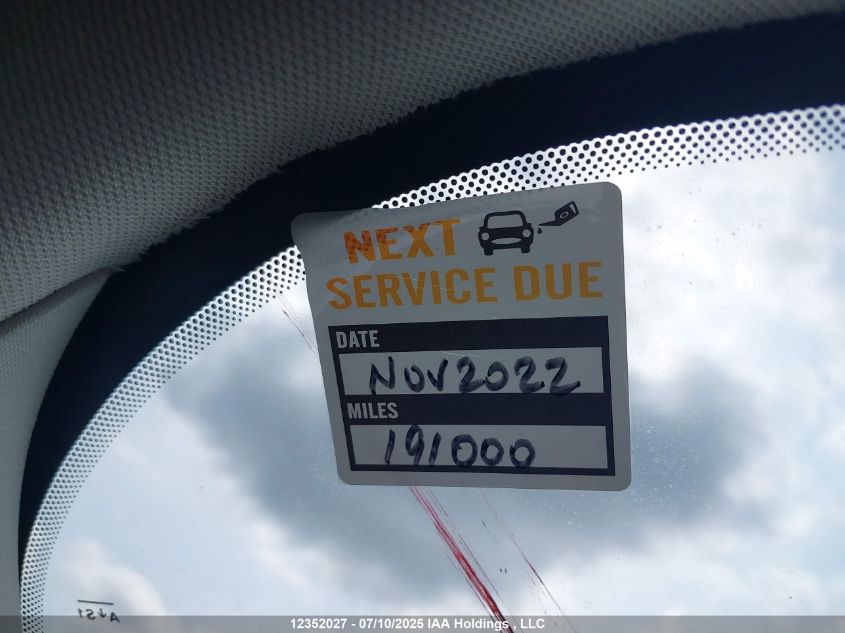 NEXT
SERVICE DUE
DATE
NOV2022
MILES
191000
12352027 - 07/10/2025 IAA Holdings , LLC